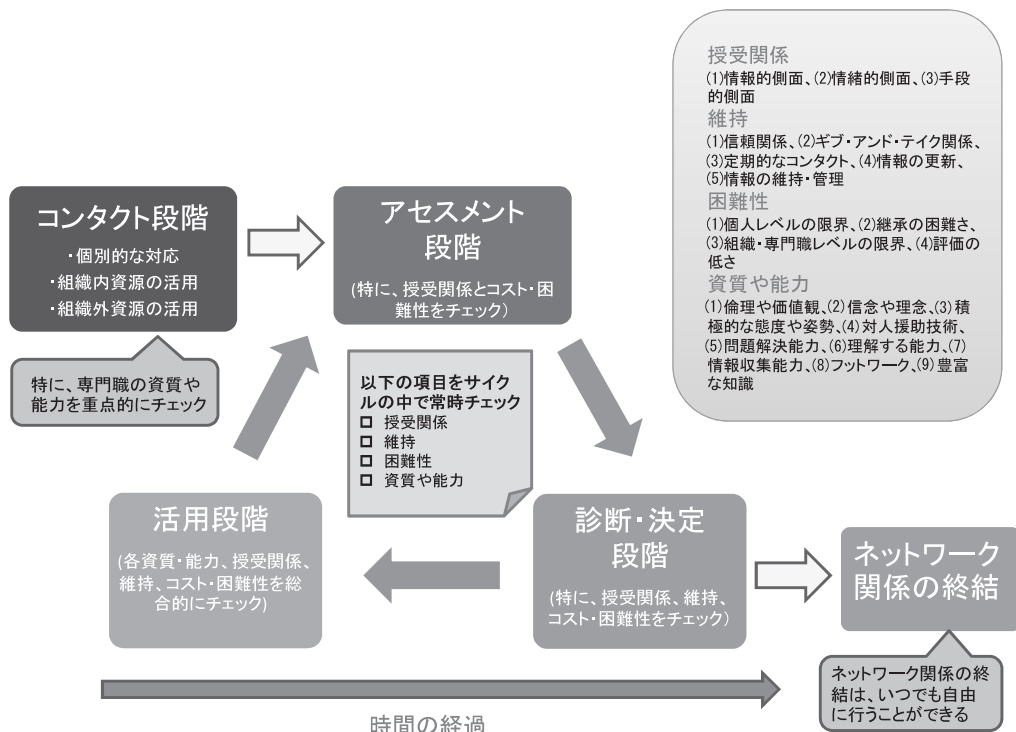 授受関係
(1)情報的側面、(2)情緒的側面、(3)手段
的側面
維持
(1)信頼関係、(2)ギブ・アンド・テイク関係、
(3)定期的なコンタクト、(4)情報の更新、
(5)情報の維持・管理
困難性
(1)個人レベルの限界、(2)継承の困難さ、
(3)組織・専門職レベルの限界、(4)評価の
低さ
資質や能力
(1)倫理や価値観、(2)信念や理念、(3)積
極的な態度や姿勢、(4)対人援助技術、
(5)問題解決能力、(6)理解する能力、(7)
情報収集能力、(8)フットワーク、(9)豊富
な知識
コンタクト段階
・個別的な対応
・組織内資源の活用
・組織外資源の活用
特に、専門職の資質や
能力を重点的にチェック
アセスメント
段階
(特に、授受関係とコスト・困
難性をチェック)
以下の項目をサイク
ルの中で常時チェック
□ 授受関係
□ 維持
□ 困難性
□ 資質や能力
活用段階
(各資質・能力、授受関係、
維持、コスト・困難性を総
合的にチェック)
診断・決定
段階
(特に、授受関係、維持、
コスト・困難性をチェック)
ネットワーク
関係の終結
ネットワーク関係の終
結は、いつでも自由
に行うことができる
時間の経過